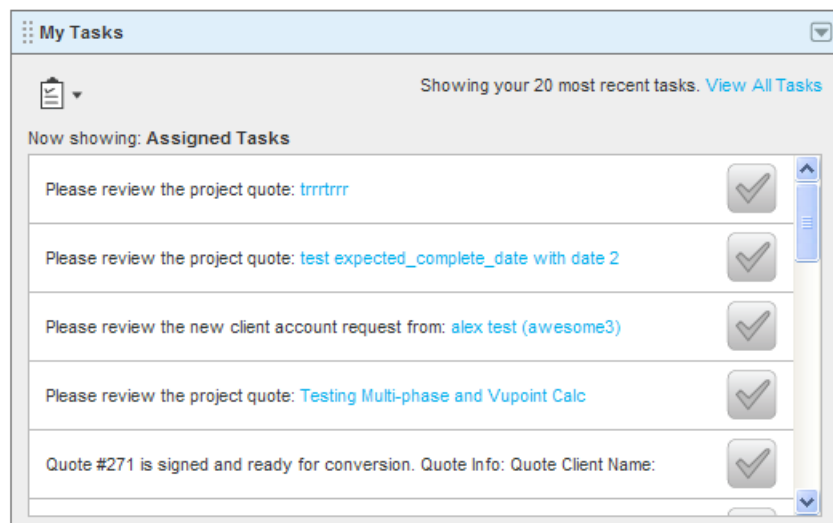 My Tasks
Showing your 20 most recent tasks. View All Tasks
Now showing: Assigned Tasks
Please review the project quote: trrrtrrr
Please review the project quote: test expected_complete_date with date 2
Please review the new client account request from: alex test (awesome3)
Please review the project quote: Testing Multi-phase and Vupoint Calc
Quote #271 is signed and ready for conversion. Quote Info: Quote Client Name: